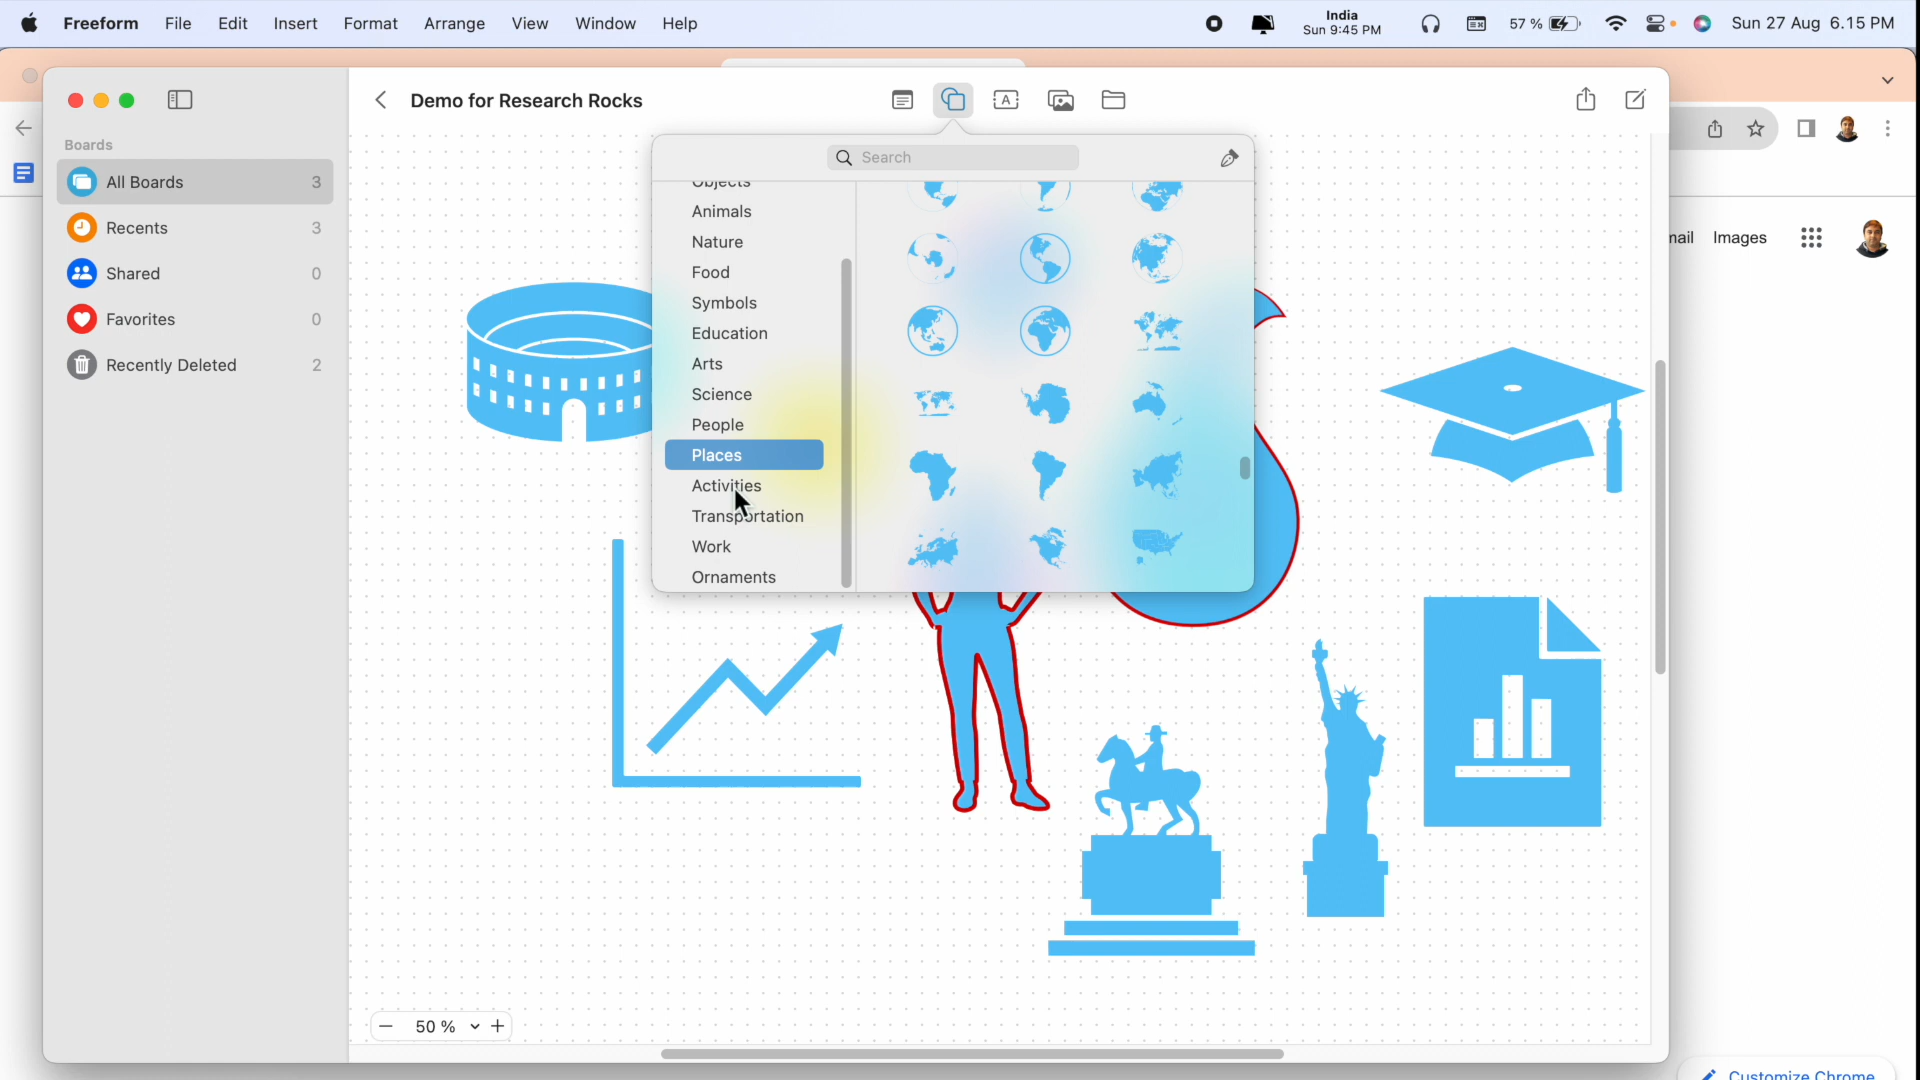 Freeform File Edit Insert Format Arrange View Window Help India Sun 9:45 PM 57 % Sun 27 Aug 6.15 PM
Demo for Research Rocks
Boards
All Boards 3
Recents 3
Shared 0
Favorites 0
Recently Deleted 2
A
Search
Objects
Animals
Nature
Food
Symbols
Education
Arts
Science
People
Places
Activities
Transportation
Work
Ornaments
50 %
mail Images
Customize Chrome